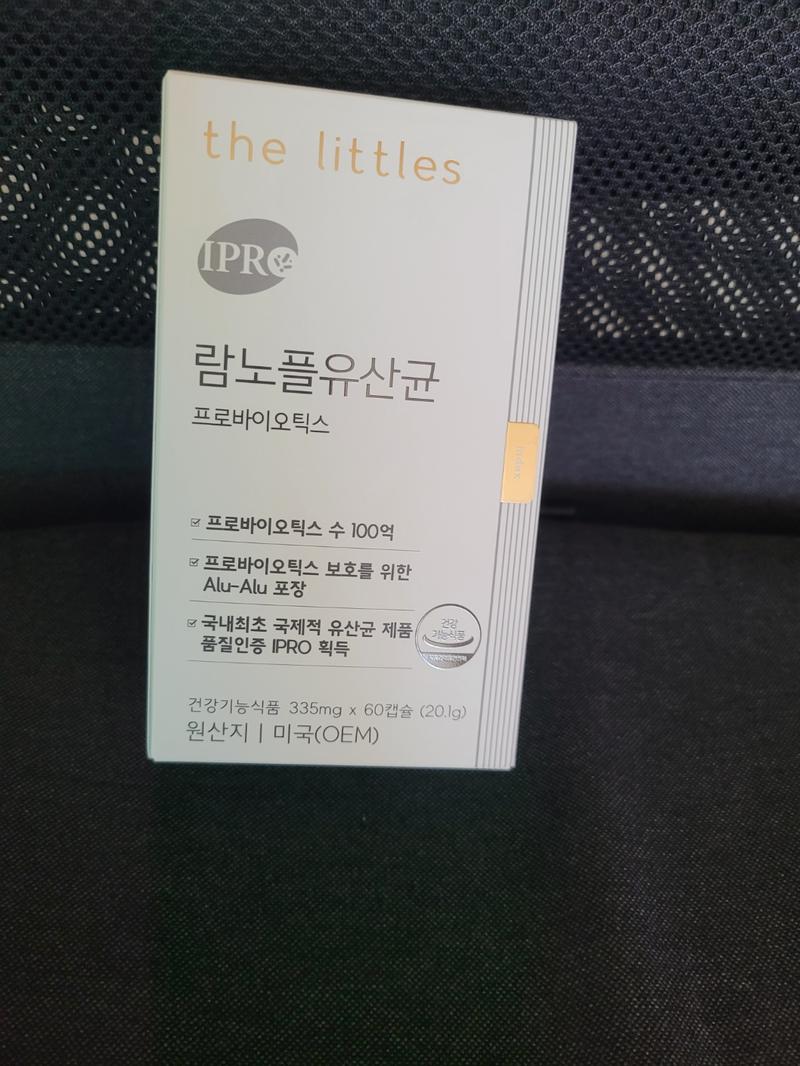 the littles
IPRO
람노플유산균
프로바이오틱스
프로바이오틱스 수 100억
프로바이오틱스 보호를 위한
Alu-Alu 포장
국내최초 국제적 유산균 제품
품질인증 IPRO 획득
건강
기능식품
건강기능식품 335mg x 60캡슐 (20.1g)
원산지 | 미국(OEM)